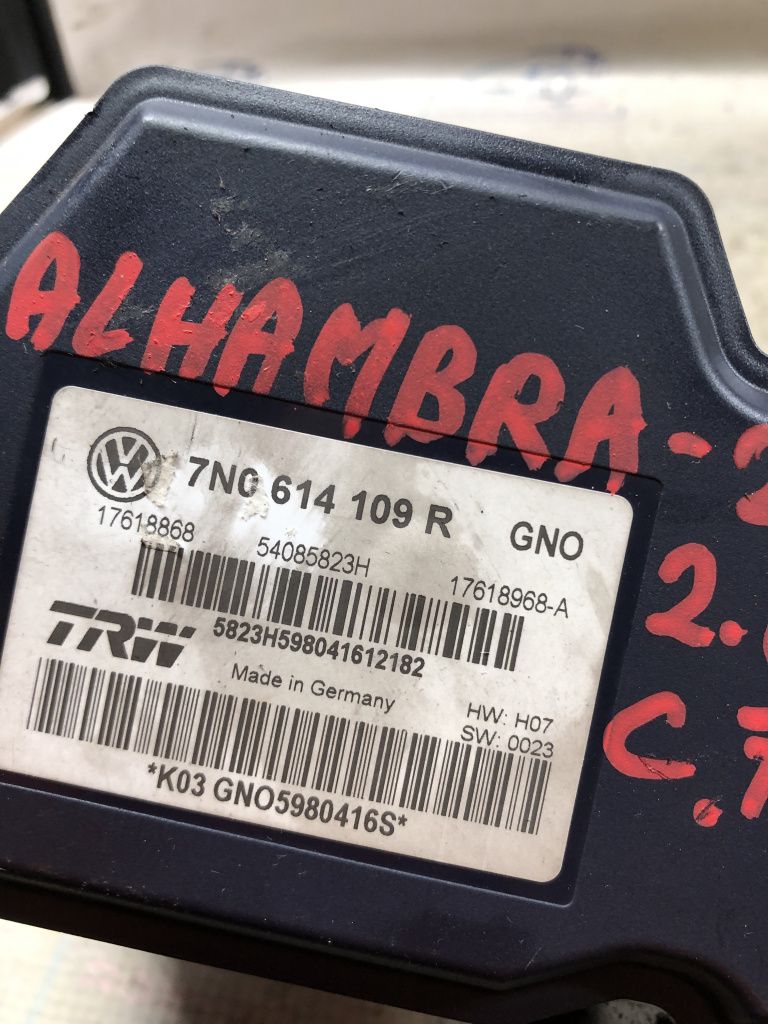 ALHAMBRA-2
2.
C.
7N0 614 109 R GNO
17618868 54085823H 17618968-A
TRW
5823H598041612182
Made in Germany
HW: H07
SW: 0023
*K03 GNO5980416S*